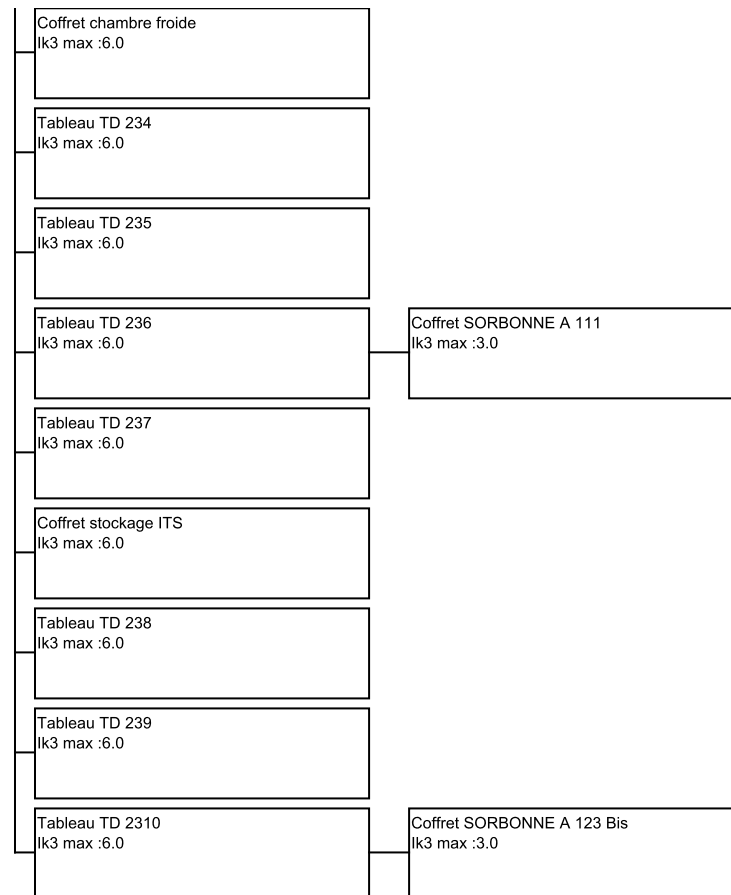 Coffret chambre froide
Ik3 max :6.0
Tableau TD 234
Ik3 max :6.0
Tableau TD 235
Ik3 max :6.0
Tableau TD 236
Ik3 max :6.0
Coffret SORBONNE A 111
Ik3 max :3.0
Tableau TD 237
Ik3 max :6.0
Coffret stockage ITS
Ik3 max :6.0
Tableau TD 238
Ik3 max :6.0
Tableau TD 239
Ik3 max :6.0
Tableau TD 2310
Ik3 max :6.0
Coffret SORBONNE A 123 Bis
Ik3 max :3.0